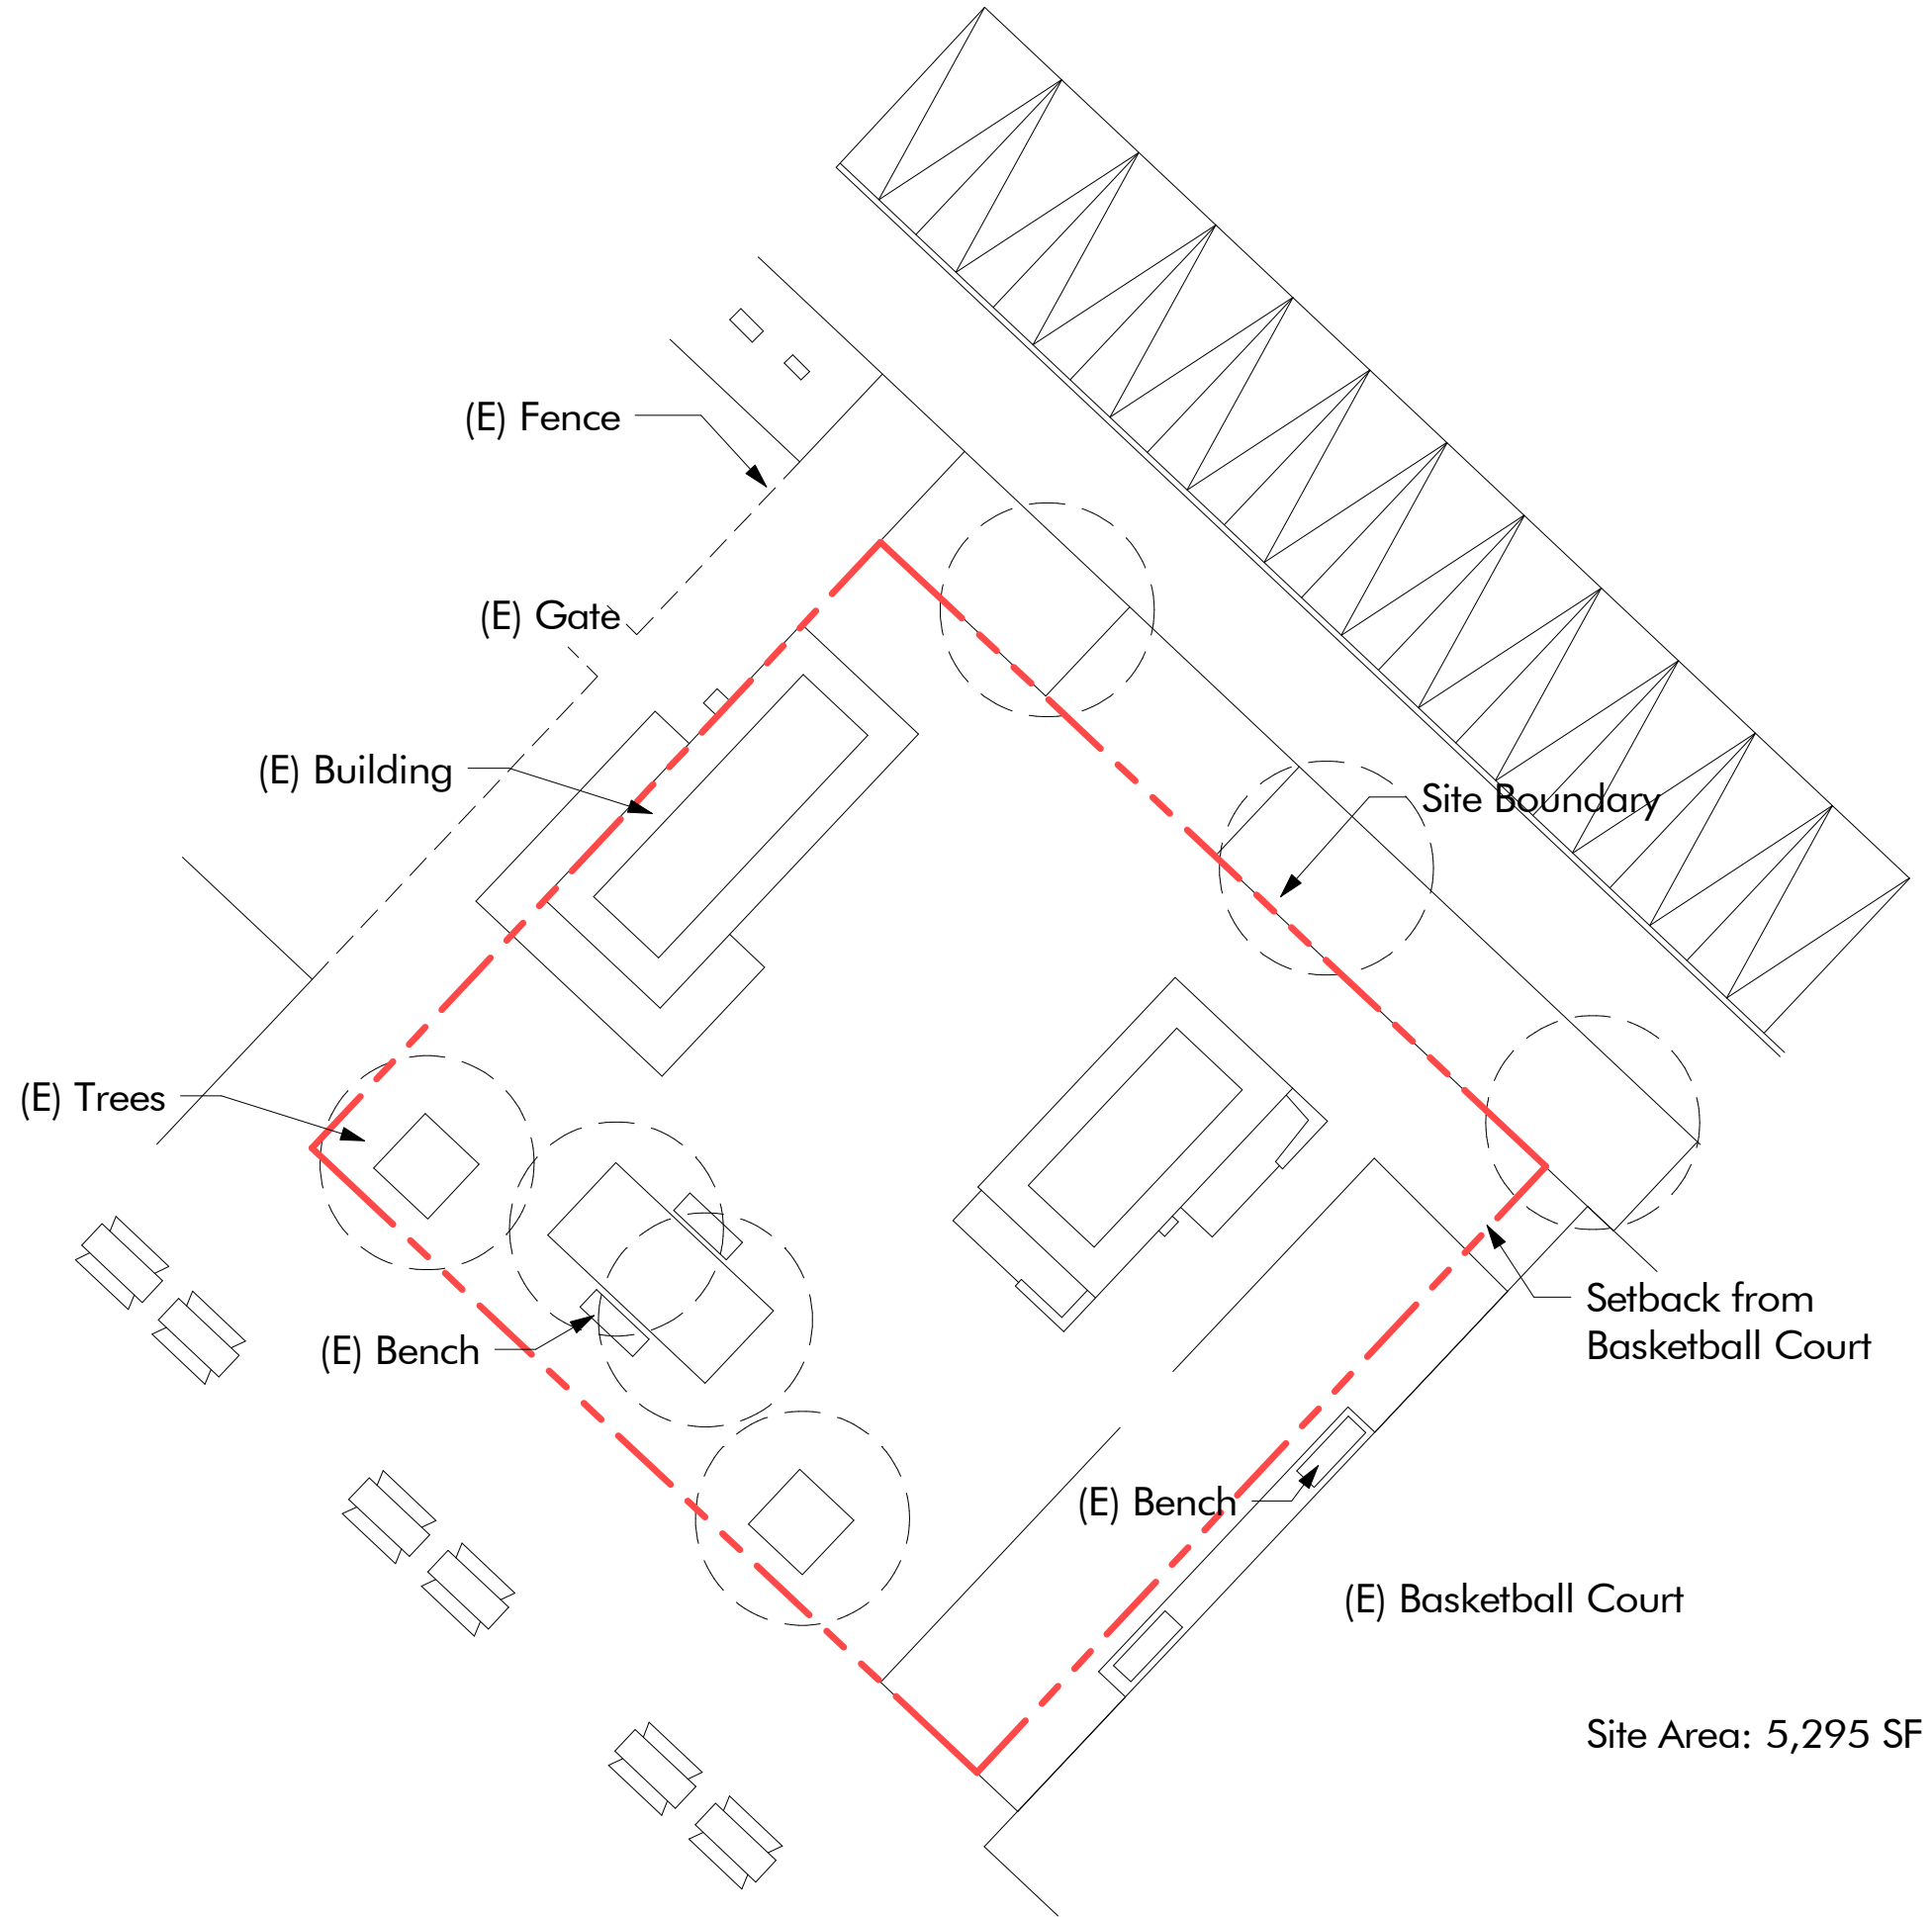 (E) Fence
(E) Gate
(E) Building
Site Boundary
(E) Trees
Setback from
Basketball Court
(E) Bench
(E) Bench
(E) Basketball Court
Site Area: 5,295 SF